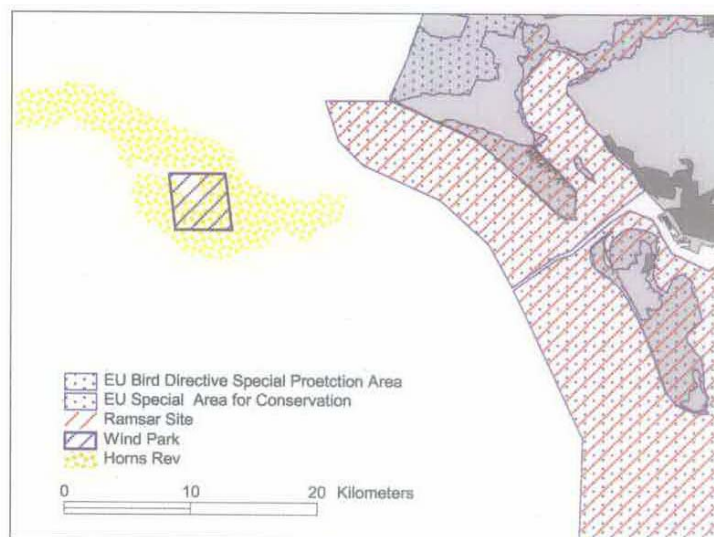 EU Bird Directive Special Proetction Area
EU Special Area for Conservation
Ramsar Site
Wind Park
Horns Rev
0 10 20 Kilometers